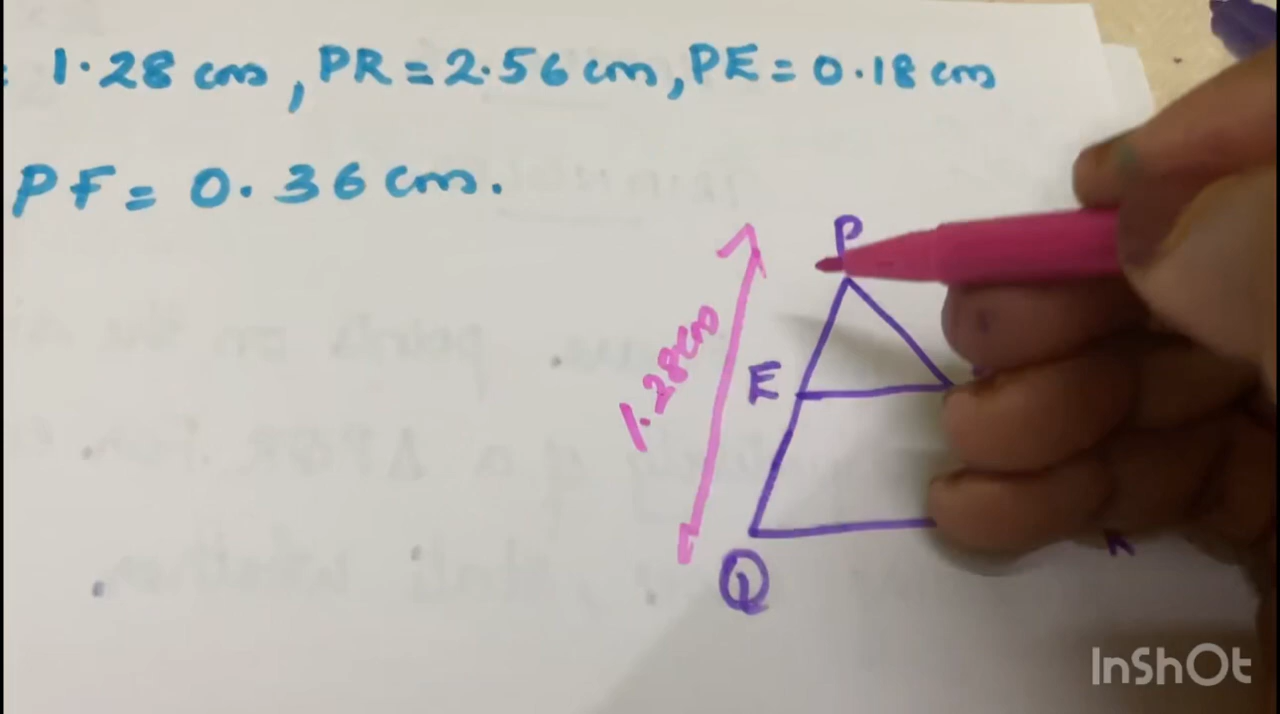 : 1.28 cm, PR = 2.56 cm, PE = 0.18 cm
PF = 0.36 cm.
P
1.28cm
E
Q
InShOt